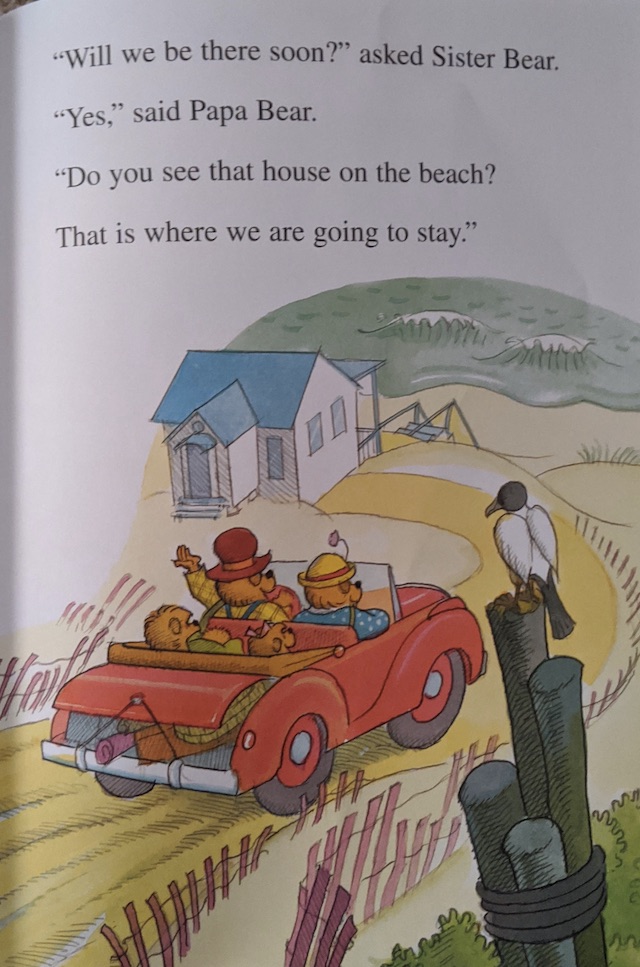 “Will we be there soon?” asked Sister Bear.
“Yes,” said Papa Bear.
“Do you see that house on the beach?
That is where we are going to stay.”